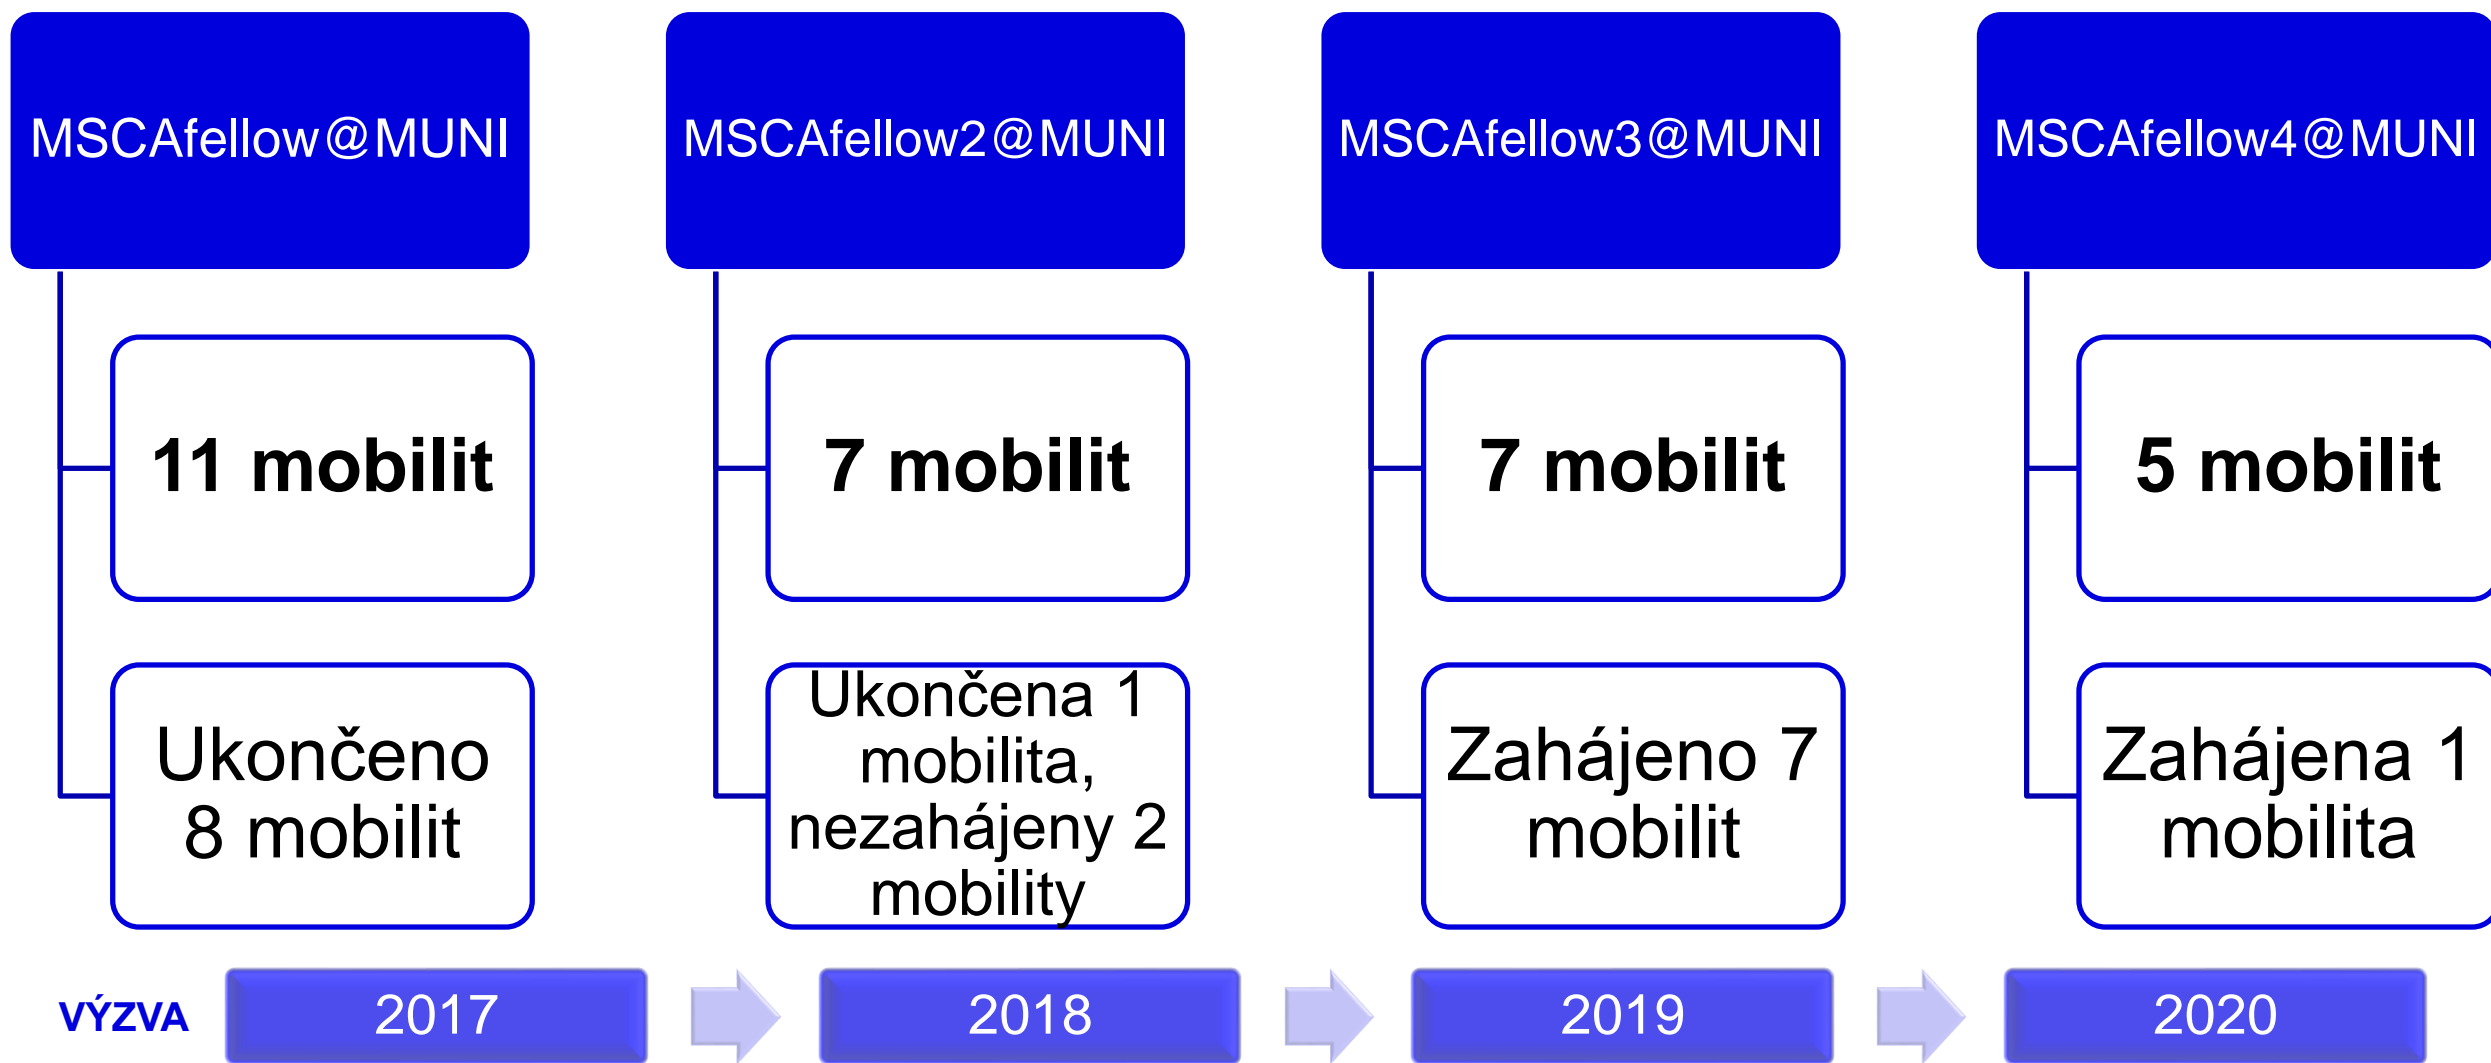 MSCAfellow@MUNI
11 mobilit
Ukončeno
8 mobilit
MSCAfellow2@MUNI
7 mobilit
Ukončena 1
mobilita,
nezahájeny 2
mobility
MSCAfellow3@MUNI
7 mobilit
Zahájeno 7
mobilit
MSCAfellow4@MUNI
5 mobilit
Zahájena 1
mobilita
VÝZVA
2017
2018
2019
2020